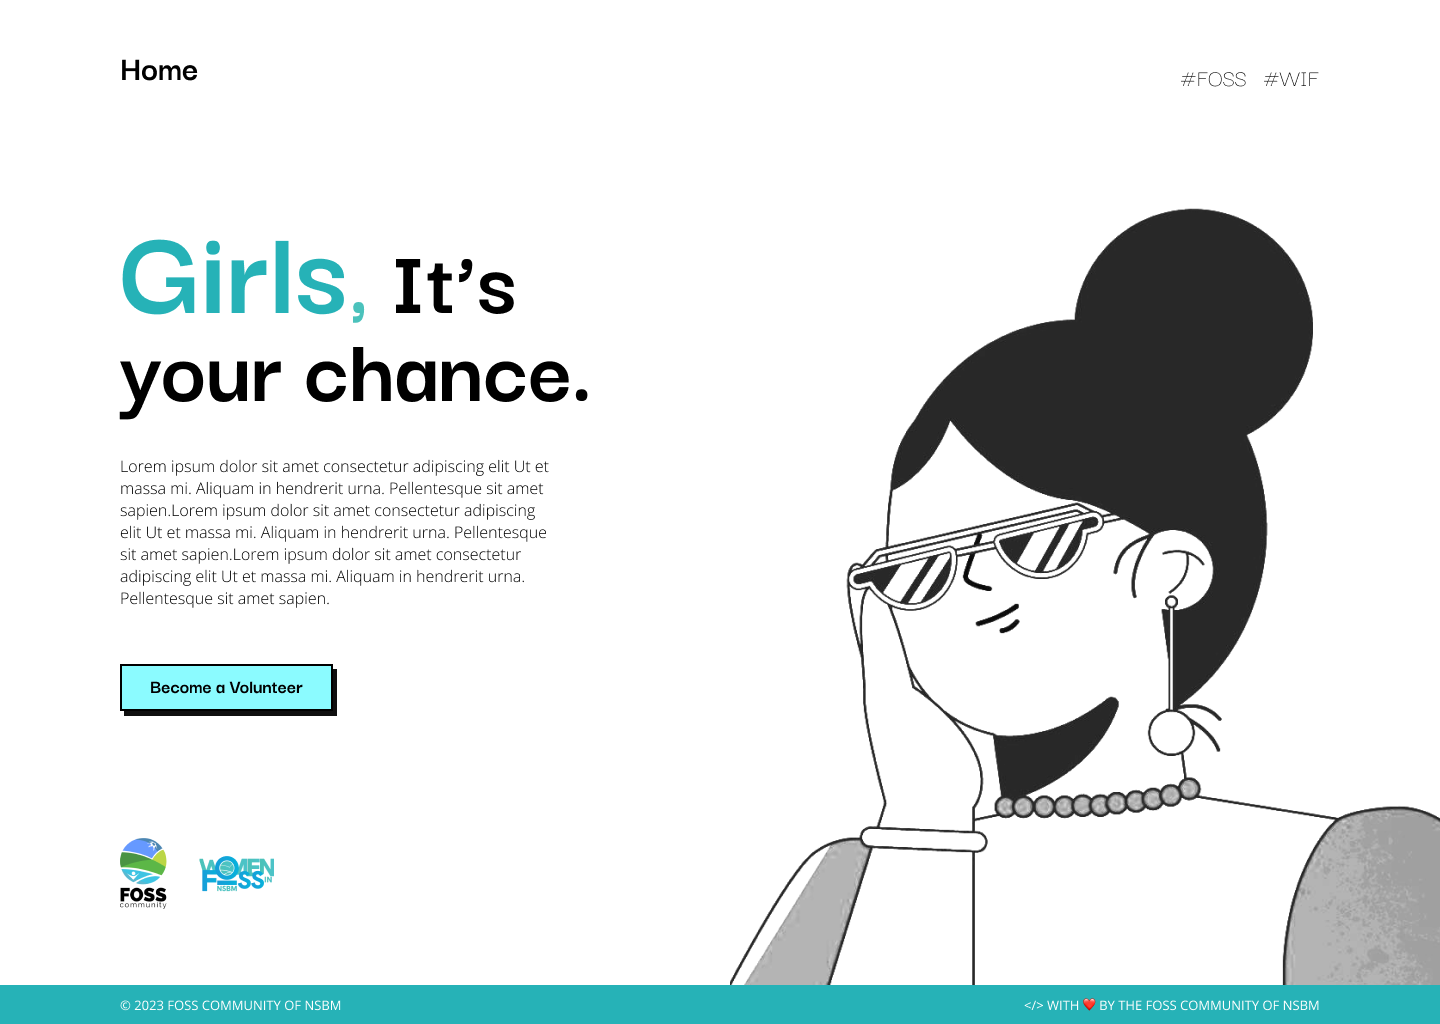 Home
#FOSS #WIF
Girls, It’s
your chance.
Lorem ipsum dolor sit amet consectetur adipiscing elit Ut et
massa mi. Aliquam in hendrerit urna. Pellentesque sit amet
sapien.Lorem ipsum dolor sit amet consectetur adipiscing
elit Ut et massa mi. Aliquam in hendrerit urna. Pellentesque
sit amet sapien.Lorem ipsum dolor sit amet consectetur
adipiscing elit Ut et massa mi. Aliquam in hendrerit urna.
Pellentesque sit amet sapien.
Become a Volunteer
FOSS
community
WOMEN
IN
FOSS
NSBM
© 2023 FOSS COMMUNITY OF NSBM
</> WITH ❤️ BY THE FOSS COMMUNITY OF NSBM